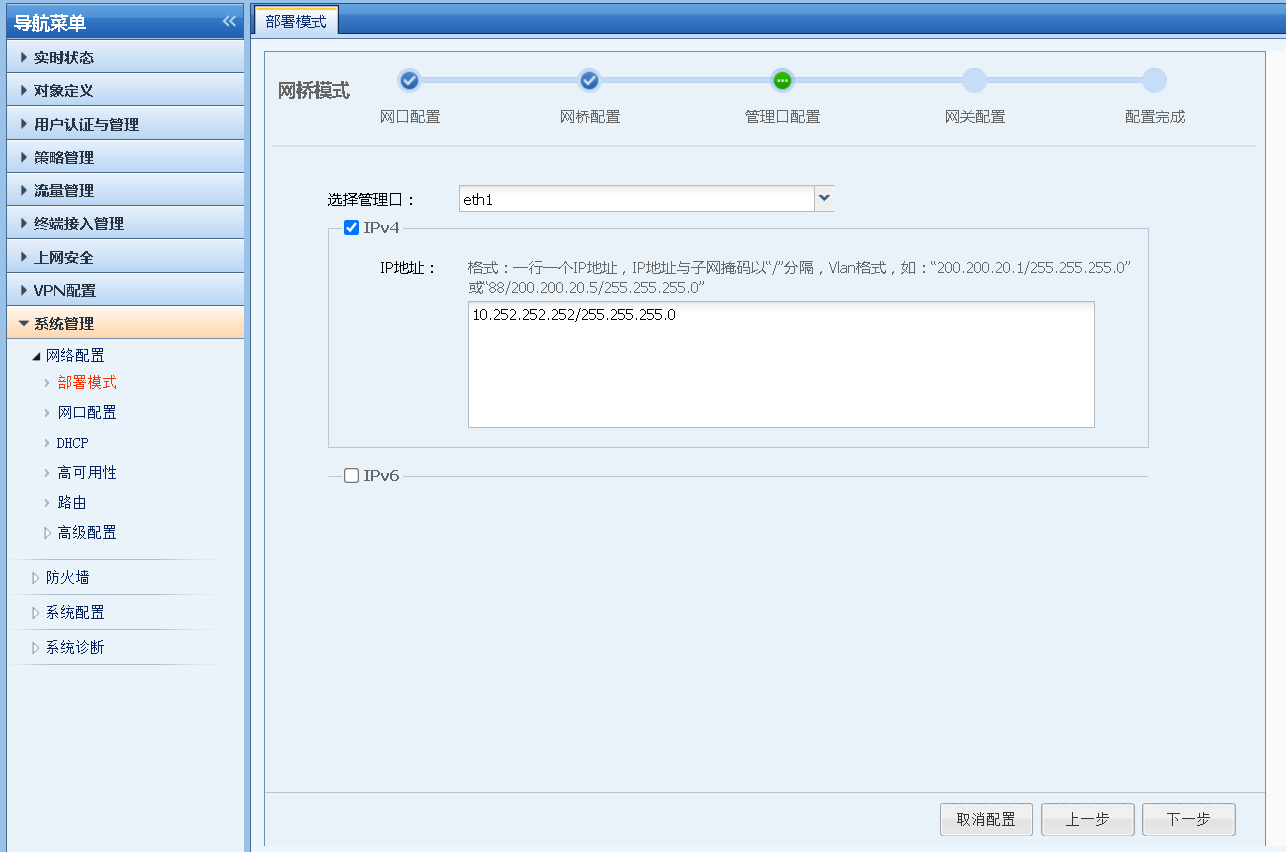 导航菜单
实时状态
对象定义
用户认证与管理
策略管理
流量管理
终端接入管理
上网安全
VPN配置
系统管理
网络配置
部署模式
网口配置
DHCP
高可用性
路由
高级配置
防火墙
系统配置
系统诊断
部署模式
网桥模式
网口配置
网桥配置
管理口配置
网关配置
配置完成
选择管理口：
eth1
IPv4
IP地址：
格式：一行一个IP地址，IP地址与子网掩码以“/”分隔，Vlan格式，如：“200.200.20.1/255.255.255.0”
或“88/200.200.20.5/255.255.255.0”
10.252.252.252/255.255.255.0
IPv6
取消配置
上一步
下一步